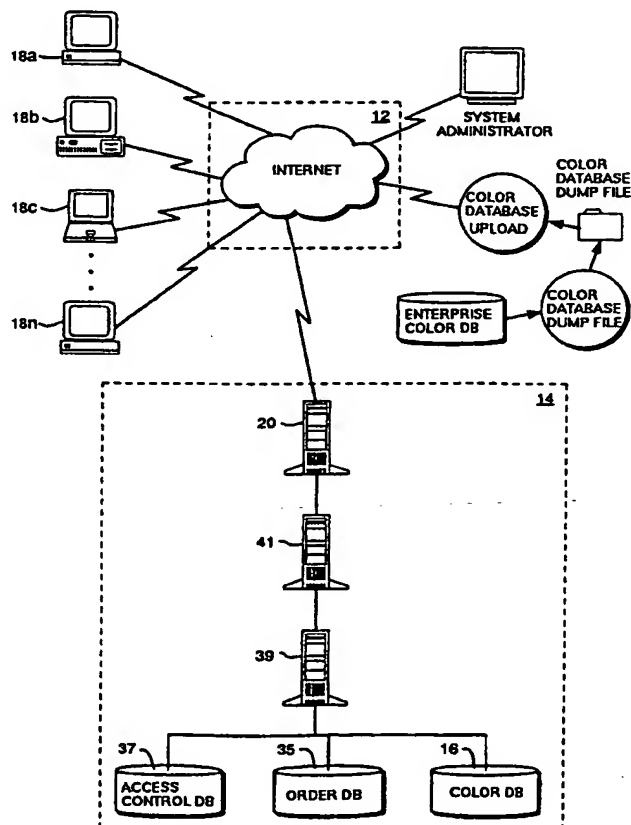 18a
18b
18c
18n
12
INTERNET
SYSTEM
ADMINISTRATOR
COLOR
DATABASE
UPLOAD
COLOR
DATABASE
DUMP FILE
ENTERPRISE
COLOR DB
COLOR
DATABASE
DUMP FILE
14
20
41
39
37
ACCESS
CONTROL DB
35
ORDER DB
16
COLOR DB